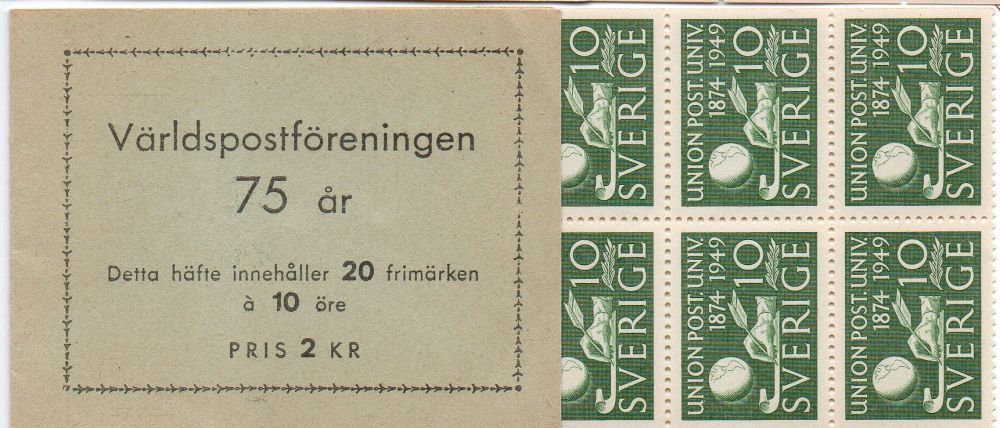 Världspostföreningen
75 år
Detta häfte innehåller 20 frimärken
à 10 öre
PRIS 2 KR
10
SVERIGE
UNION POST. UNIV.
1874 1949
10
SVERIGE
UNION POST. UNIV.
1874 1949
10
SVERIGE
10
SVERIGE
UNION POST. UNIV.
1874 1949
10
SVERIGE
UNION POST. UNIV.
1874 1949
10
SVERIGE